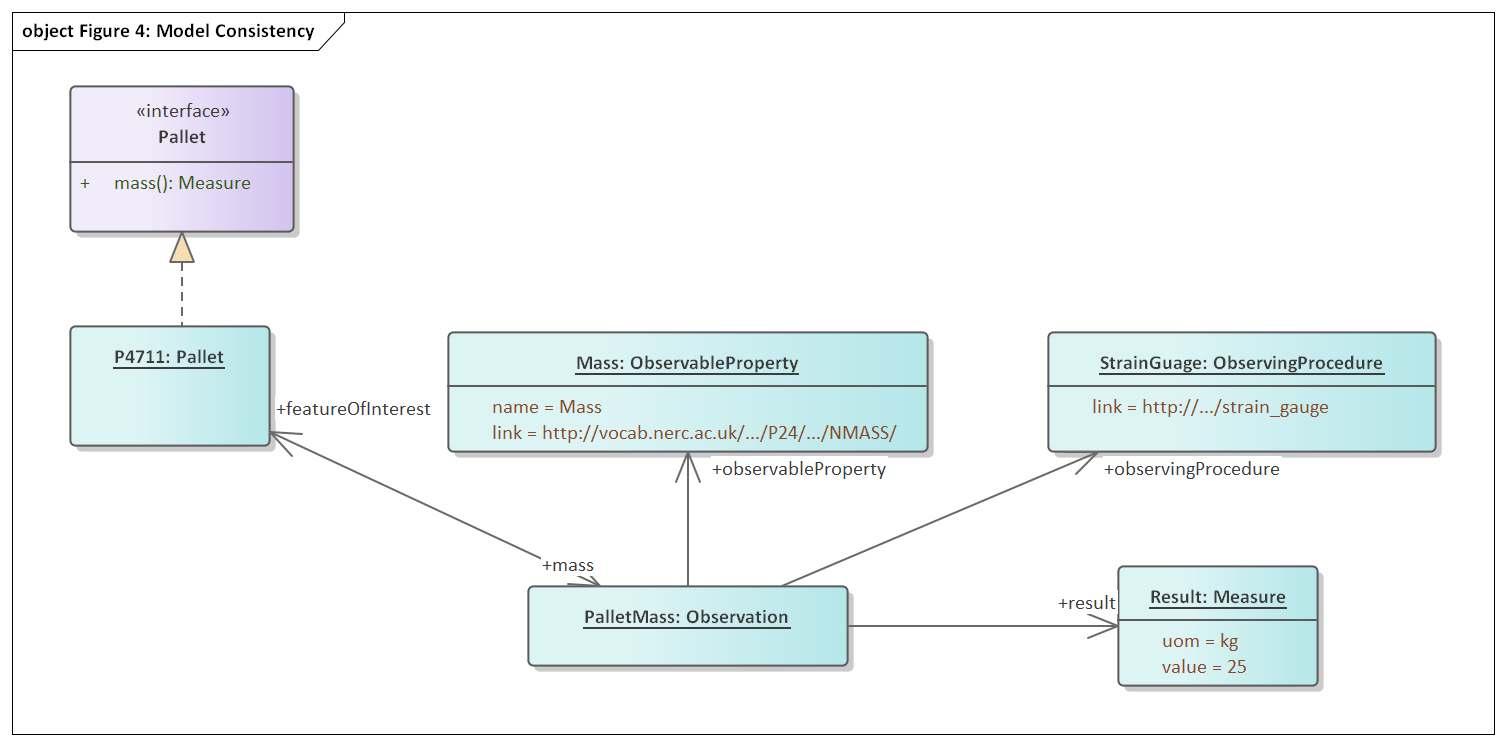 object Figure 4: Model Consistency
«interface»
Pallet
+ mass(): Measure
P4711: Pallet
+featureOfInterest
Mass: ObservableProperty
name = Mass
link = http://vocab.nerc.ac.uk/.../P24/.../NMASS/
+observableProperty
StrainGuage: ObservingProcedure
link = http://.../strain_gauge
+observingProcedure
+mass
PalletMass: Observation
+result
Result: Measure
uom = kg
value = 25